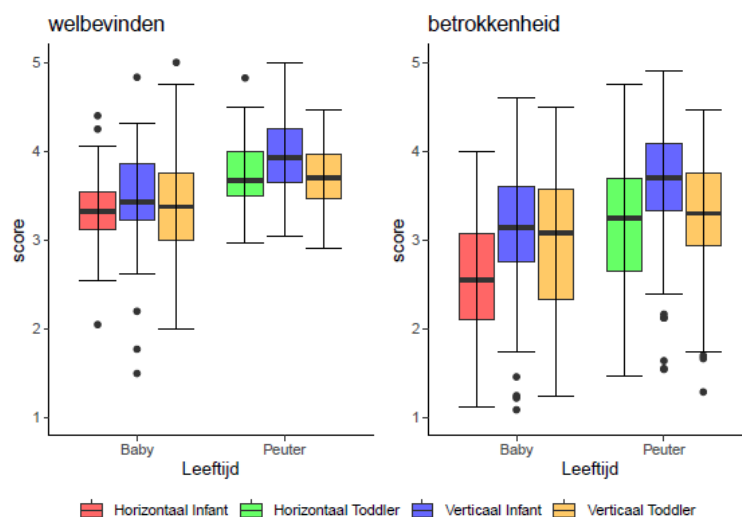 welbevinden
betrokkenheid
5
4
3
2
1
score
Baby
Peuter
Leeftijd
5
4
3
2
1
score
Baby
Peuter
Leeftijd
Horizontaal Infant Horizontaal Toddler Verticaal Infant Verticaal Toddler